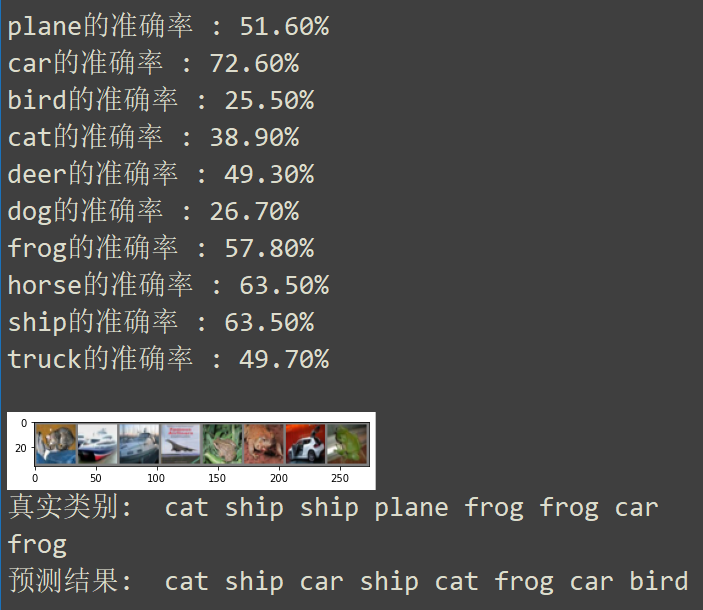 plane的准确率 : 51.60%
car的准确率 : 72.60%
bird的准确率 : 25.50%
cat的准确率 : 38.90%
deer的准确率 : 49.30%
dog的准确率 : 26.70%
frog的准确率 : 57.80%
horse的准确率 : 63.50%
ship的准确率 : 63.50%
truck的准确率 : 49.70%
0
20
0 50 100 150 200 250
真实类别: cat ship ship plane frog frog car
frog
预测结果: cat ship car ship cat frog car bird